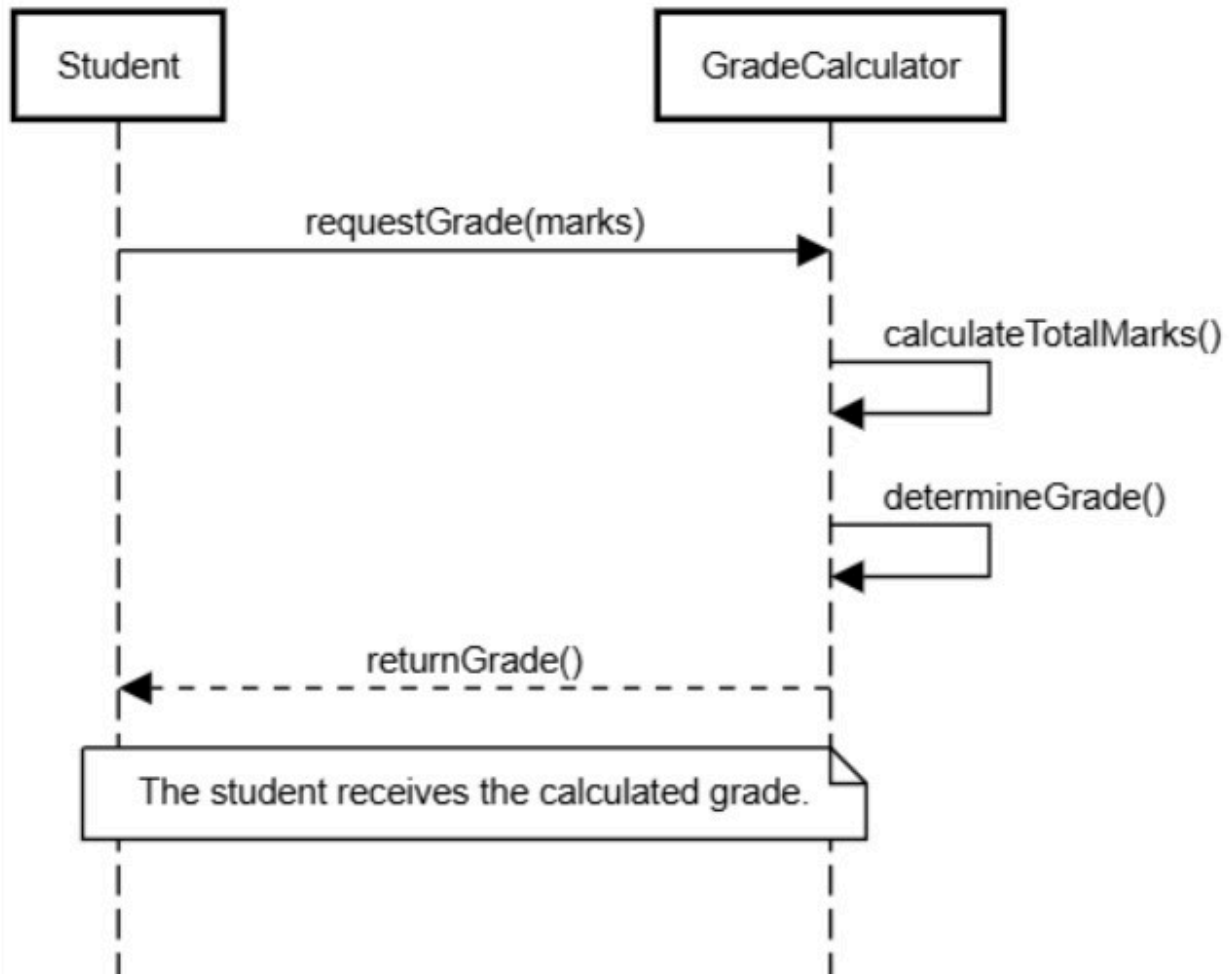 Student
GradeCalculator
requestGrade(marks)
calculateTotalMarks()
determineGrade()
returnGrade()
The student receives the calculated grade.